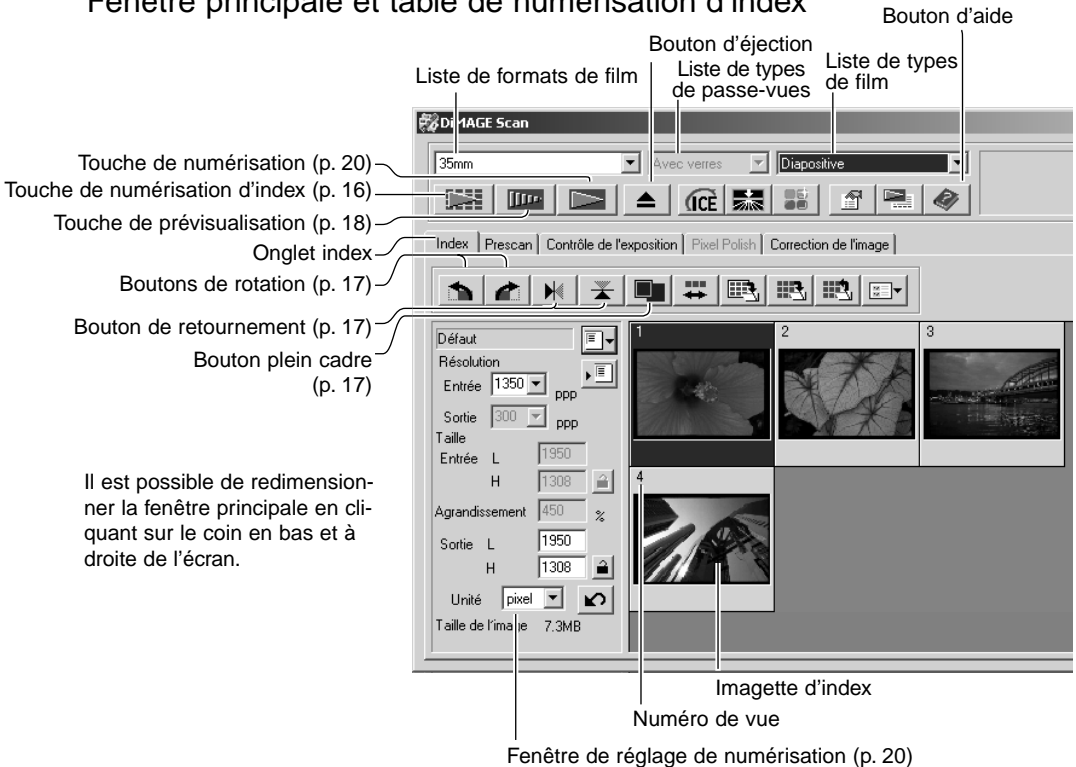 Fenêtre principale et table de numérisation d'index
Bouton d'aide
Bouton d'éjection
Liste de formats de film
Liste de types
de passe-vues
Liste de types
de film
DiMAGE Scan
35mm
Avec verres
Diapositive
Touche de numérisation (p. 20)
Touche de numérisation d'index (p. 16)
Touche de prévisualisation (p. 18)
Onglet index
Boutons de rotation (p. 17)
Bouton de retournement (p. 17)
Bouton plein cadre
(p. 17)
ICE
Index Prescan Contrôle de l'exposition Pixel Polish Correction de l'image
Défaut
Résolution
Entrée 1350 ppp
Sortie 300 ppp
Taille
Entrée L 1950
H 1308
Agrandissement 450 %
Sortie L 1950
H 1308
Unité pixel
Taille de l'image 7.3MB
1 2 3
4
Il est possible de redimension-
ner la fenêtre principale en cli-
quant sur le coin en bas et à
droite de l'écran.
Imagette d'index
Numéro de vue
Fenêtre de réglage de numérisation (p. 20)